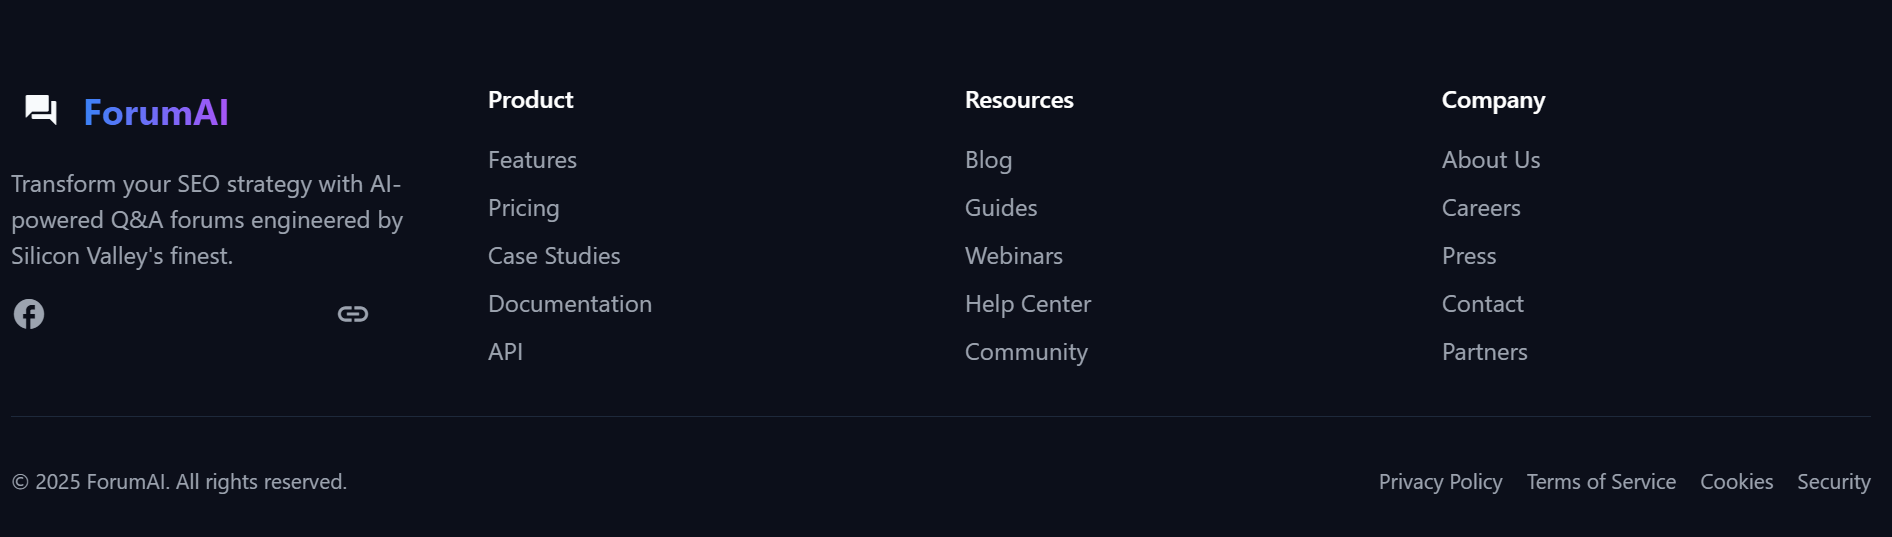 ForumAI
Transform your SEO strategy with AI-
powered Q&A forums engineered by
Silicon Valley's finest.
Product
Features
Pricing
Case Studies
Documentation
API
Resources
Blog
Guides
Webinars
Help Center
Community
Company
About Us
Careers
Press
Contact
Partners
© 2025 ForumAI. All rights reserved.
Privacy Policy Terms of Service Cookies Security